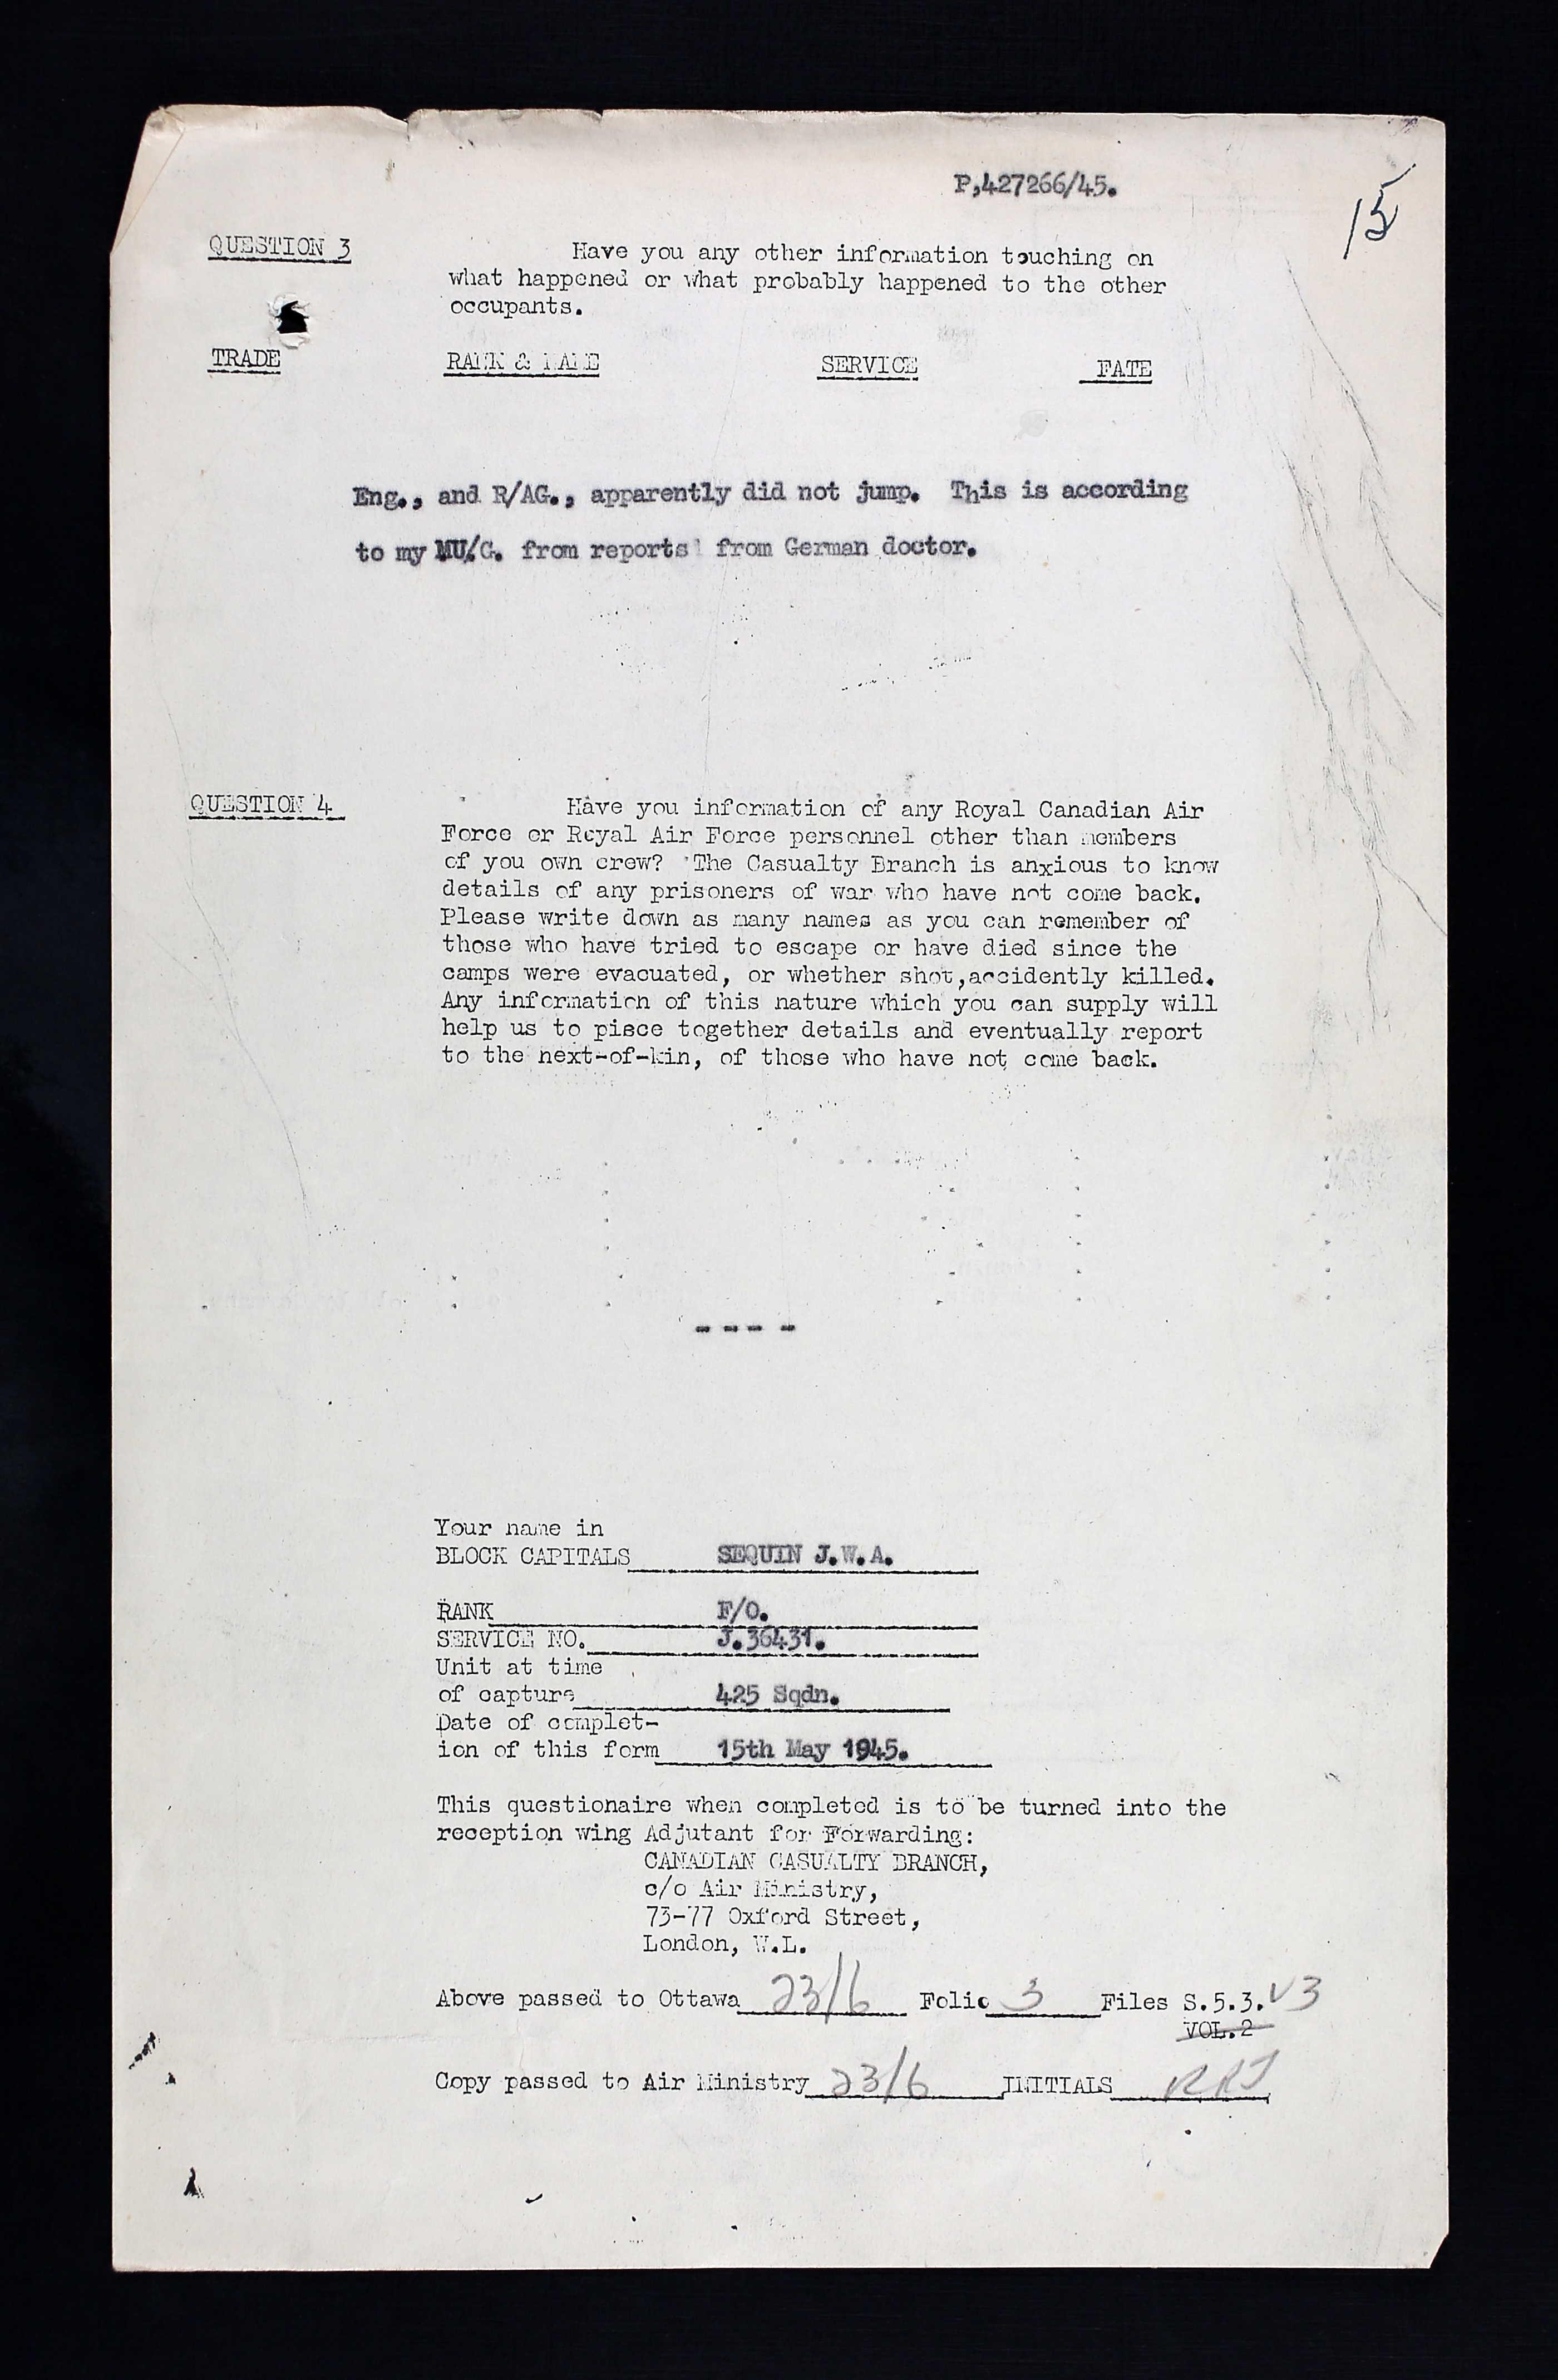 P,427266/45.
15
QUESTION 3 Have you any other information touching on
what happened or what probably happened to the other
occupants.
TRADE RANK & NAME SERVICE FATE
Eng., and R/AG., apparently did not jump. This is according
to my MU/G. from reports from German doctor.
QUESTION 4 Have you information of any Royal Canadian Air
Force or Royal Air Force personnel other than members
of you own crew? The Casualty Branch is anxious to know
details of any prisoners of war who have not come back.
Please write down as many names as you can remember of
those who have tried to escape or have died since the
camps were evacuated, or whether shot,accidently killed.
Any information of this nature which you can supply will
help us to piece together details and eventually report
to the next-of-kin, of those who have not come back.
- - - -
Your name in
BLOCK CAPITALS SEQUIN J.W.A.
RANK F/O.
SERVICE NO. J.36431.
Unit at time
of capture 425 Sqdn.
Date of complet-
ion of this form 15th May 1945.
This questionaire when completed is to be turned into the
reception wing Adjutant for Forwarding:
CANADIAN CASUALTY BRANCH,
c/o Air Ministry,
73-77 Oxford Street,
London, W.L.
Above passed to Ottawa 23/6 Folio 3 Files S.5.3. V3
VOL.2
Copy passed to Air Ministry 23/6 INITIALS